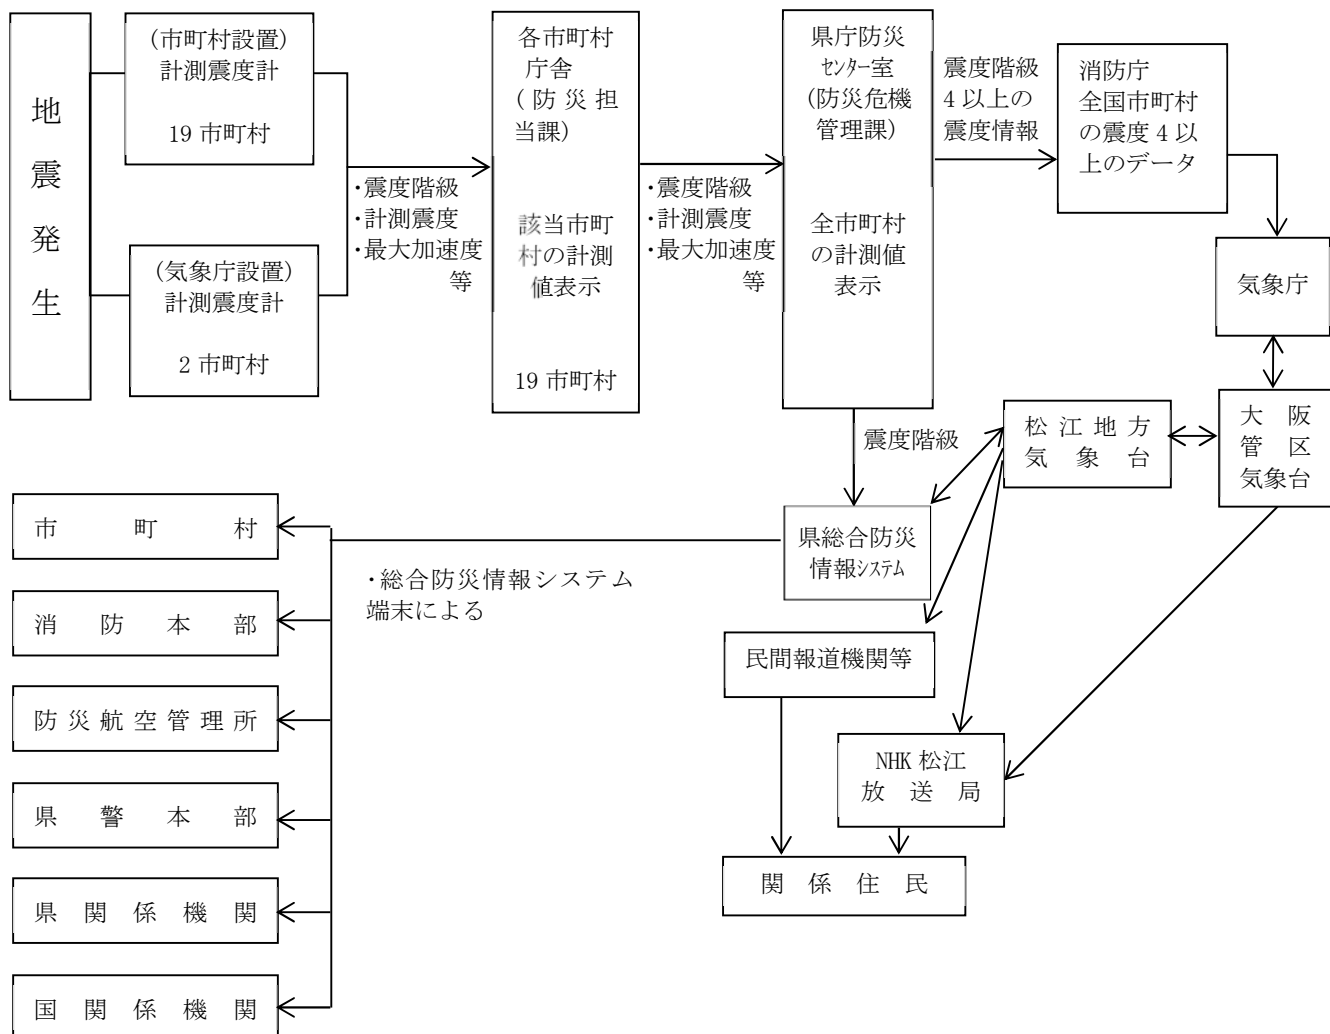 地
震
発
生
(市町村設置)
計測震度計
19 市町村
(気象庁設置)
計測震度計
2 市町村
・震度階級
・計測震度
・最大加速度
等
各市町村
庁舎
(防災担
当課)
該当市町
村の計測
値表示
19 市町村
・震度階級
・計測震度
・最大加速度
等
県庁防災
ｾﾝﾀｰ室
(防災危機
管理課)
全市町村
の計測値
表示
震度階級
4 以上の
震度情報
消防庁
全国市町村
の震度 4 以
上のデータ
気象庁
大阪
管区
気象台
松江地方
気象台
震度階級
県総合防災
情報ｼｽﾃﾑ
・総合防災情報システム
端末による
市町村
消防本部
防災航空管理所
県警本部
県関係機関
国関係機関
民間報道機関等
NHK 松江
放送局
関係住民